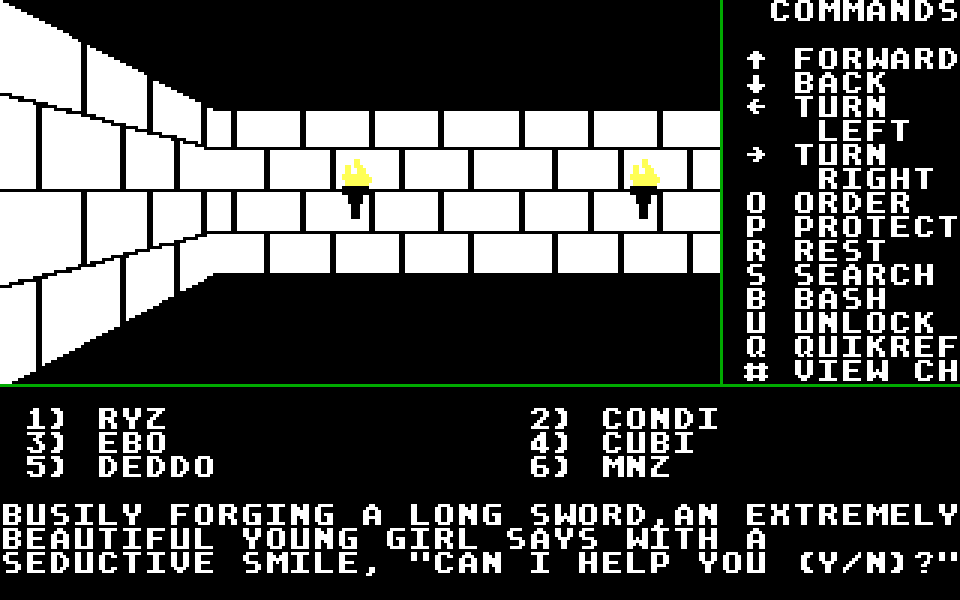 COMMANDS
↑ FORWARD
↓ BACK
← TURN
LEFT
→ TURN
RIGHT
O ORDER
P PROTECT
R REST
S SEARCH
B BASH
U UNLOCK
Q QUIKREF
# VIEW CH
1) RYZ 2) CONDI
3) EBO 4) CUBI
5) DEDDO 6) MNZ
BUSILY FORGING A LONG SWORD,AN EXTREMELY
BEAUTIFUL YOUNG GIRL SAYS WITH A
SEDUCTIVE SMILE, "CAN I HELP YOU (Y/N)?"